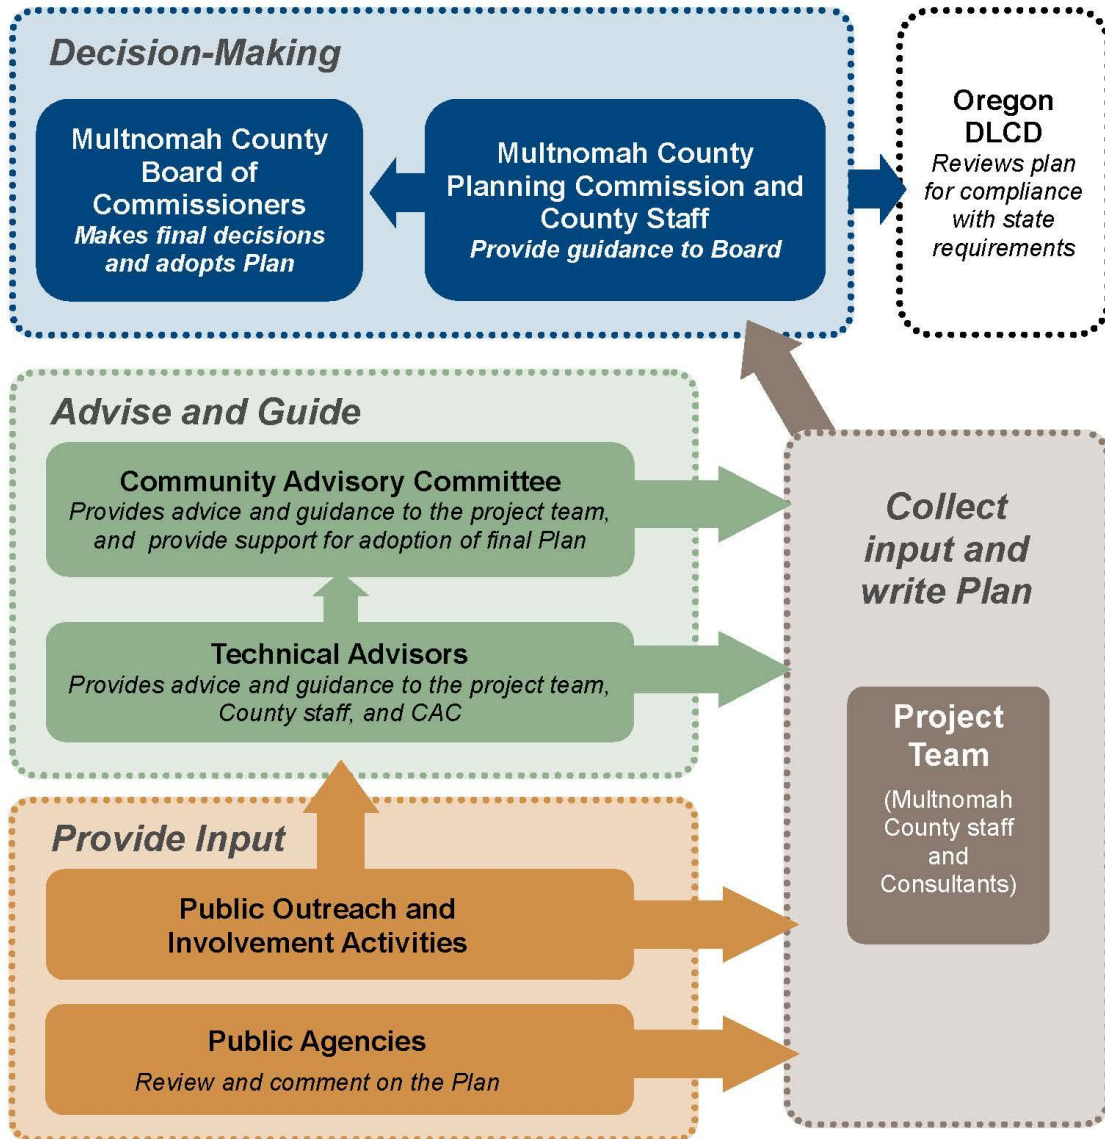 Decision-Making
Multnomah County
Board of
Commissioners
Makes final decisions
and adopts Plan
Multnomah County
Planning Commission and
County Staff
Provide guidance to Board
Oregon
DLCD
Reviews plan
for compliance
with state
requirements
Advise and Guide
Community Advisory Committee
Provides advice and guidance to the project team,
and provide support for adoption of final Plan
Technical Advisors
Provides advice and guidance to the project team,
County staff, and CAC
Collect
input and
write Plan
Project
Team
(Multnomah
County staff
and
Consultants)
Provide Input
Public Outreach and
Involvement Activities
Public Agencies
Review and comment on the Plan